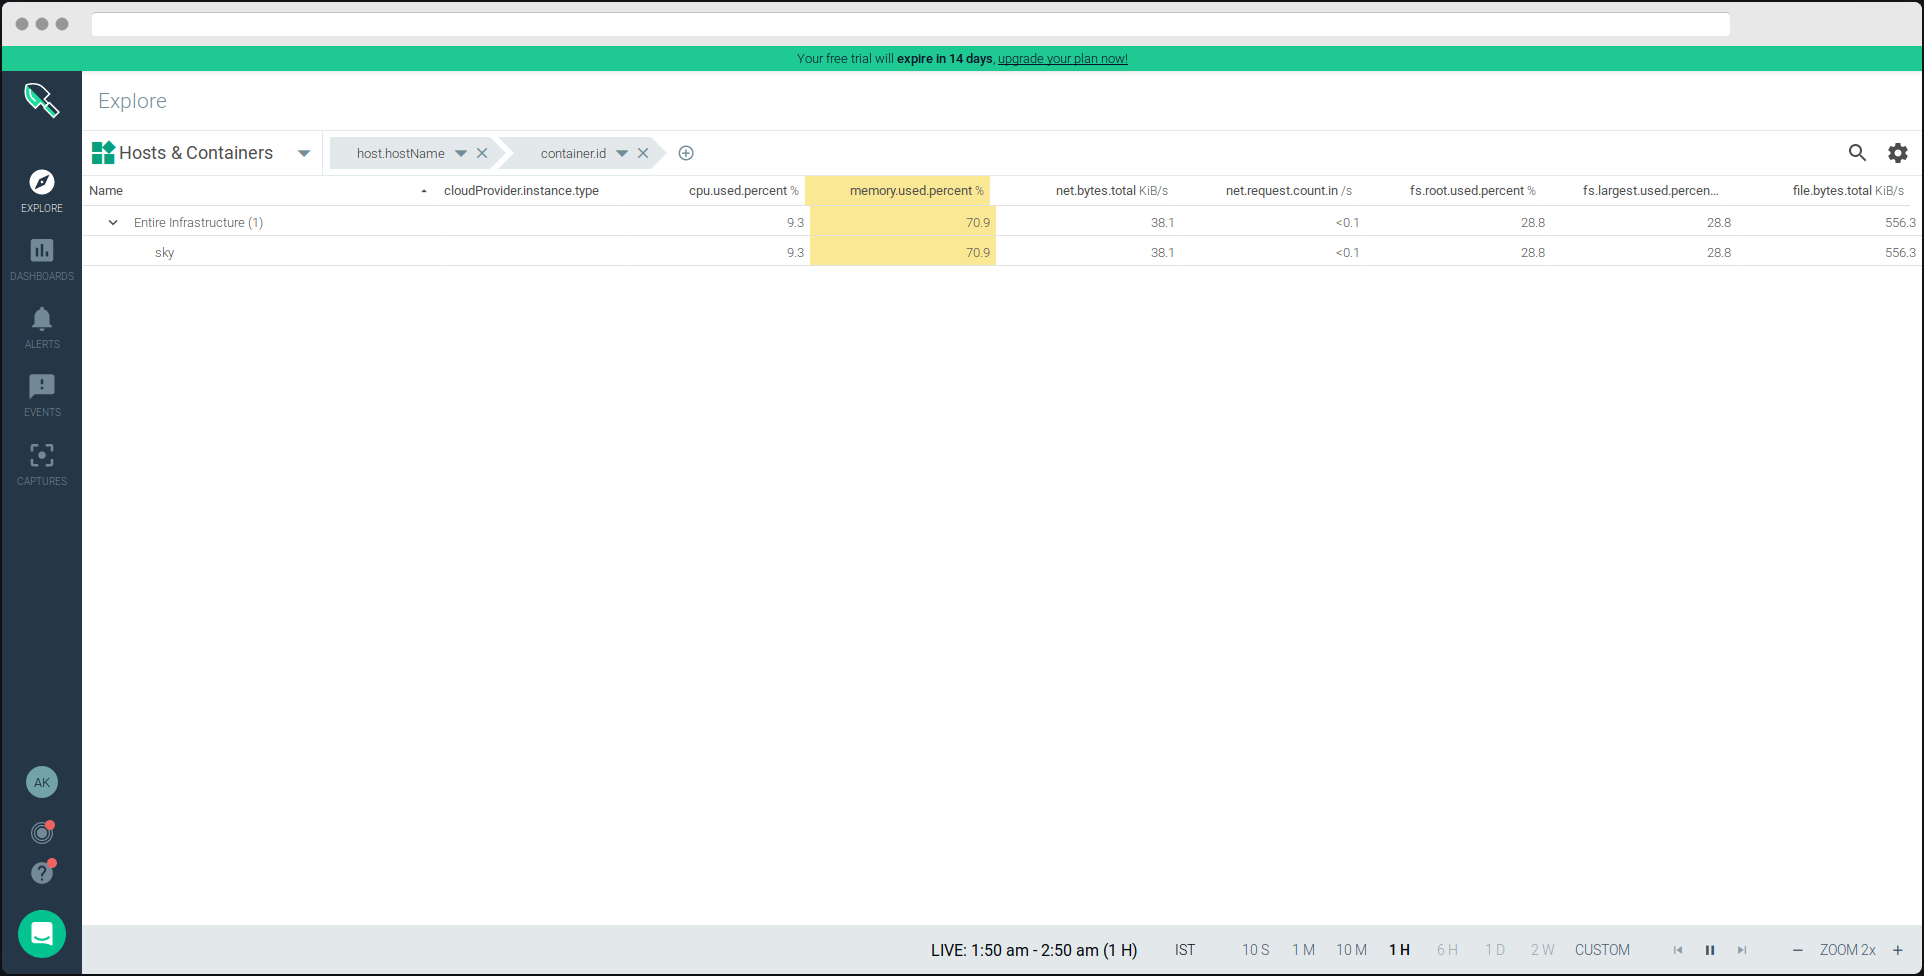 Your free trial will expire in 14 days, upgrade your plan now!
Explore
Hosts & Containers host.hostName container.id
Name cloudProvider.instance.type cpu.used.percent % memory.used.percent % net.bytes.total KiB/s net.request.count.in /s fs.root.used.percent % fs.largest.used.percen... file.bytes.total KiB/s
Entire Infrastructure (1) 9.3 70.9 38.1 <0.1 28.8 28.8 556.3
sky 9.3 70.9 38.1 <0.1 28.8 28.8 556.3
EXPLORE
DASHBOARDS
ALERTS
EVENTS
CAPTURES
AK
?
LIVE: 1:50 am - 2:50 am (1 H) IST 10 S 1 M 10 M 1 H 6 H 1 D 2 W CUSTOM − ZOOM 2x +